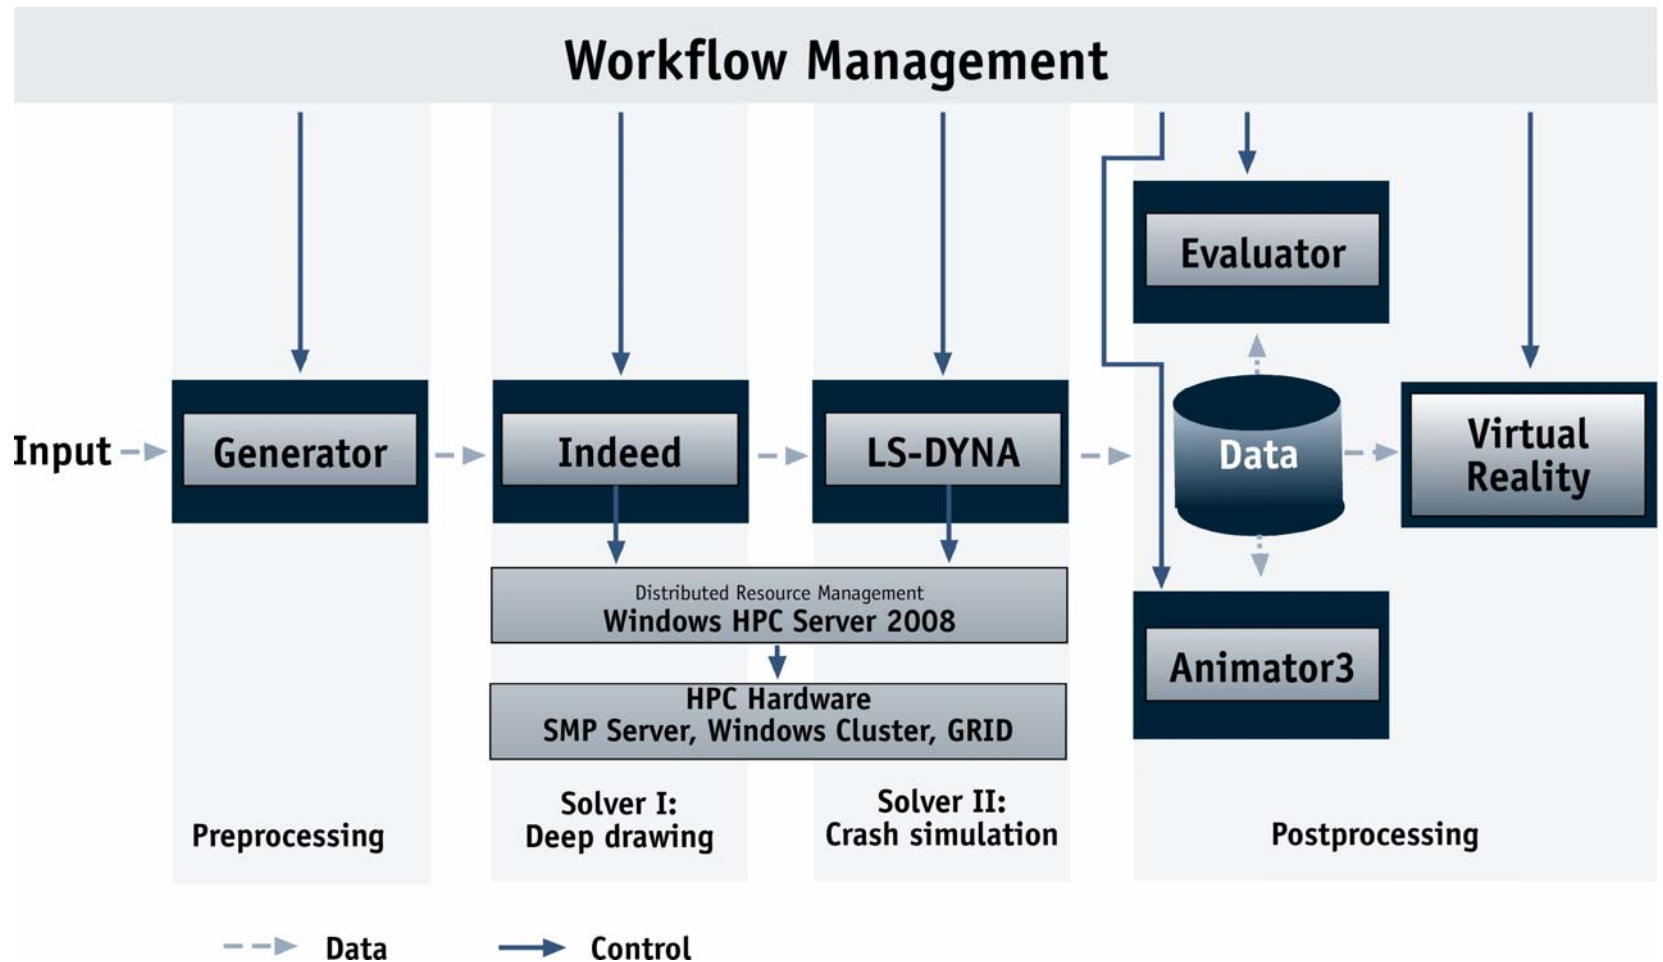 Workflow Management
Evaluator
Input
Generator
Indeed
LS-DYNA
Data
Virtual
Reality
Distributed Resource Management
Windows HPC Server 2008
Animator3
HPC Hardware
SMP Server, Windows Cluster, GRID
Preprocessing
Solver I:
Deep drawing
Solver II:
Crash simulation
Postprocessing
Data
Control